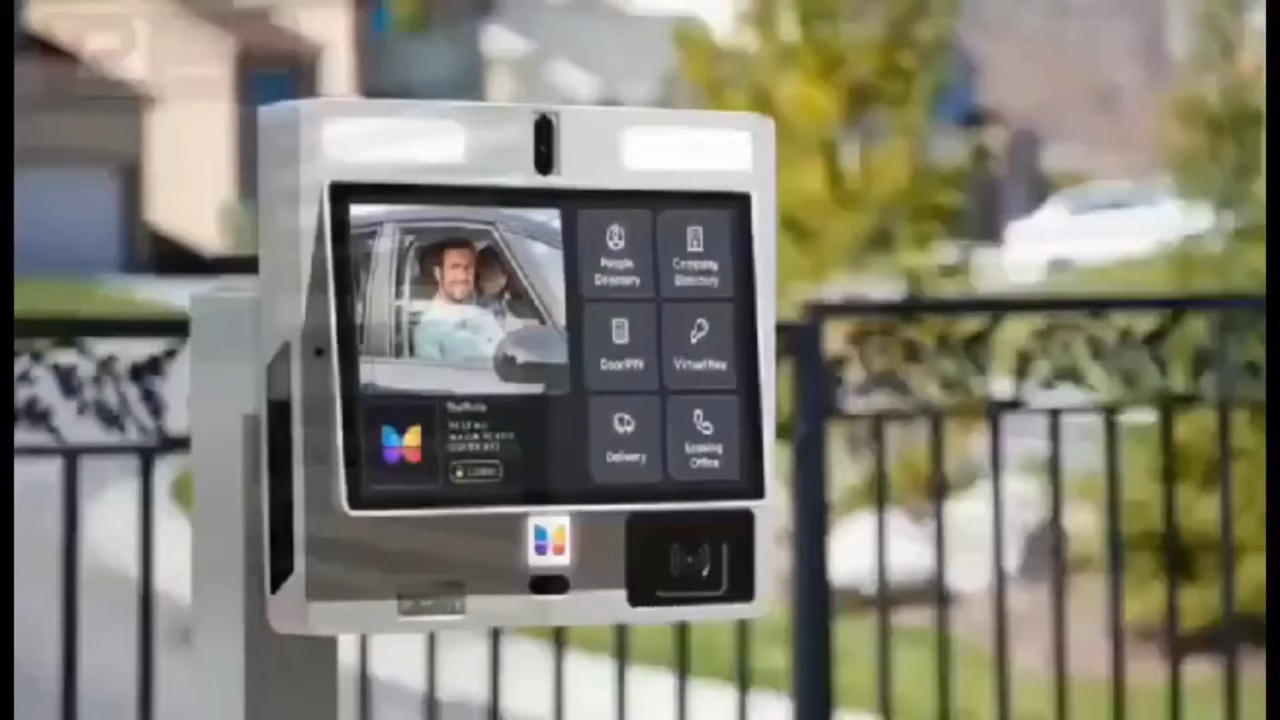 People
Directory
Company
Directory
Door PIN
Virtual Key
Delivery
Leasing
Office